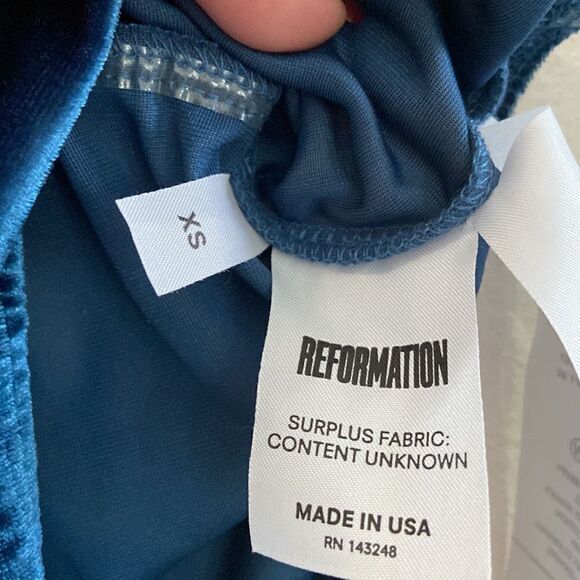 XS
REFORMATION
SURPLUS FABRIC:
CONTENT UNKNOWN
MADE IN USA
RN 143248